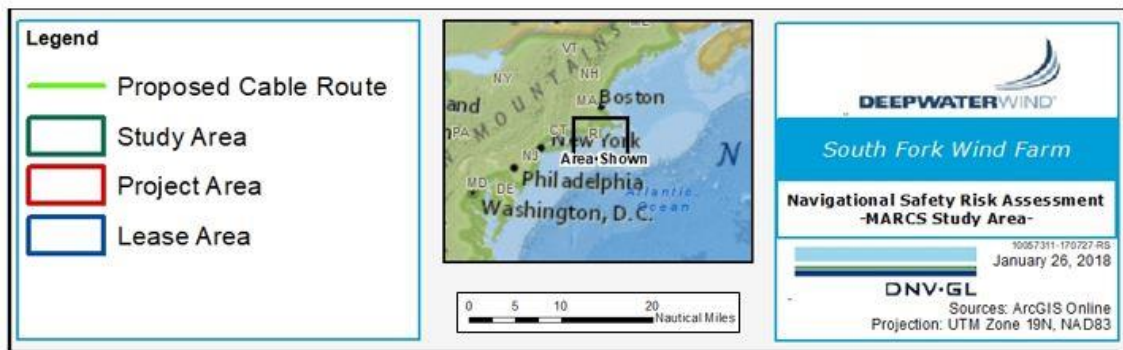 Legend
Proposed Cable Route
Study Area
Project Area
Lease Area
ME
VT
NY
NH
MOUNTAINS
MA
Boston
and
PA
CT
RI
New York
Area Shown
NJ
N
Philadelphia
MD
DE
Atlantic
Ocean
Washington, D.C.
0 5 10 20
Nautical Miles
DEEPWATER WIND
South Fork Wind Farm
Navigational Safety Risk Assessment
-MARCS Study Area-
10057311-170727-RS
January 26, 2018
DNV·GL
Sources: ArcGIS Online
Projection: UTM Zone 19N, NAD83